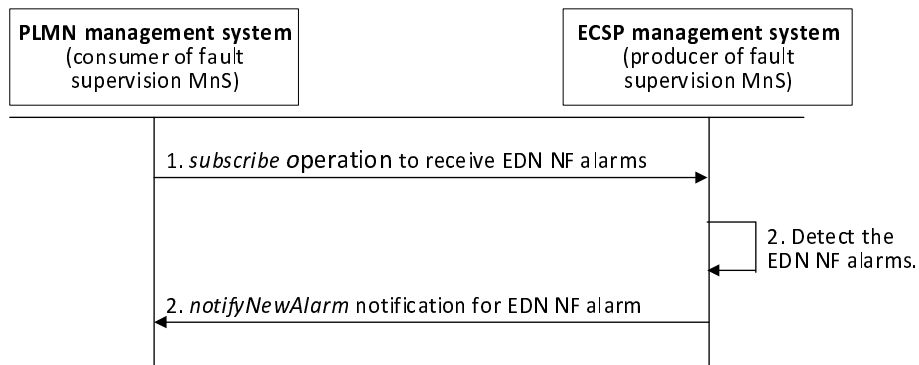 PLMN management system
(consumer of fault
supervision MnS)
ECSP management system
(producer of fault
supervision MnS)
1. subscribe operation to receive EDN NF alarms
2. Detect the
EDN NF alarms.
2. notifyNewAlarm notification for EDN NF alarm